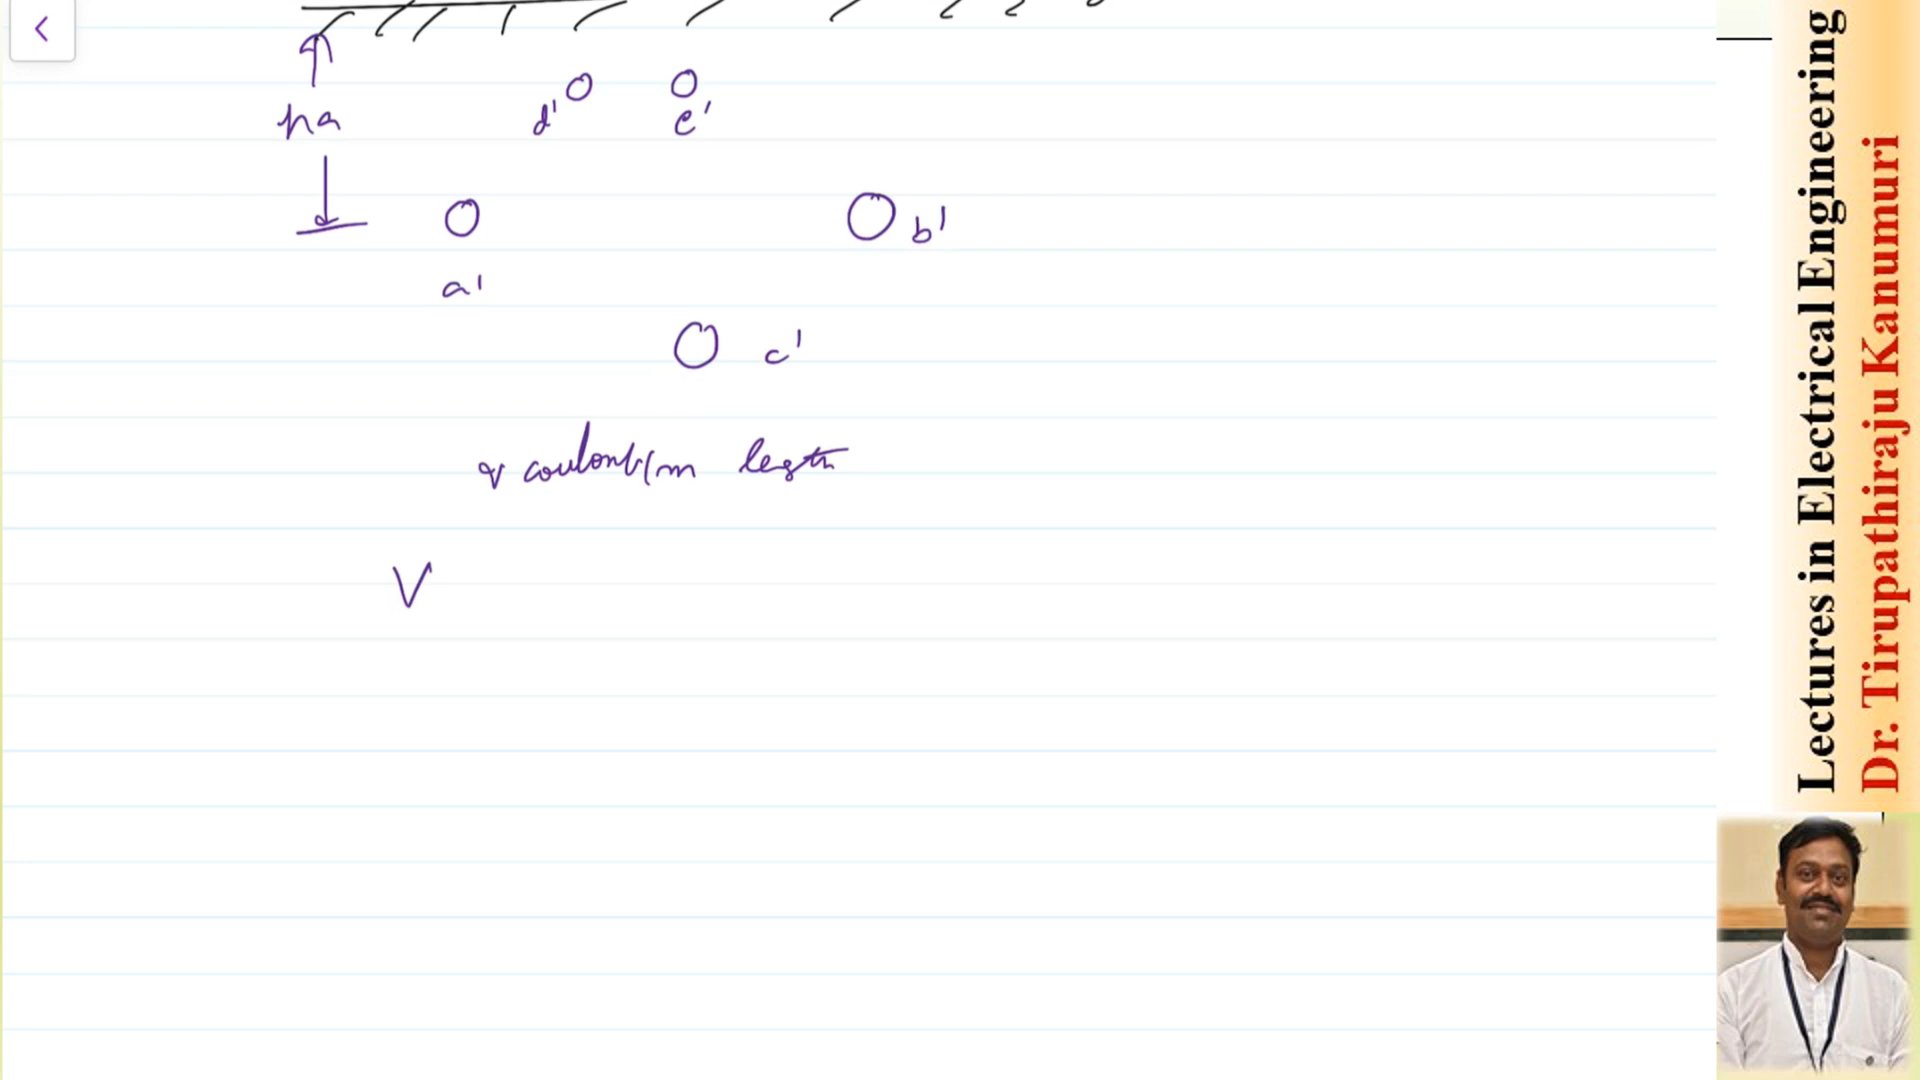 ha
d' e'
a' b'
c'
q coulomb/m length
V
Lectures in Electrical Engineering
Dr. Tirupathiraju Kanumuri